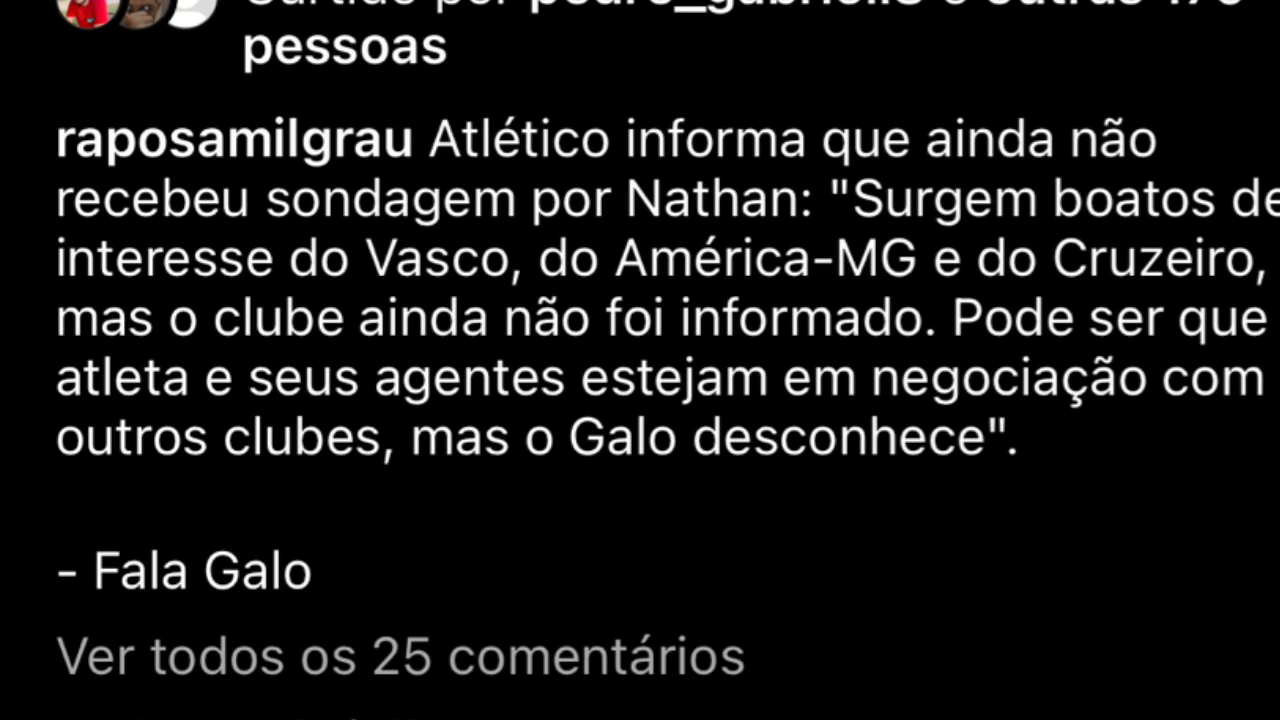 pessoas
raposamilgrau Atlético informa que ainda não
recebeu sondagem por Nathan: "Surgem boatos de
interesse do Vasco, do América-MG e do Cruzeiro,
mas o clube ainda não foi informado. Pode ser que
atleta e seus agentes estejam em negociação com
outros clubes, mas o Galo desconhece".
- Fala Galo
Ver todos os 25 comentários